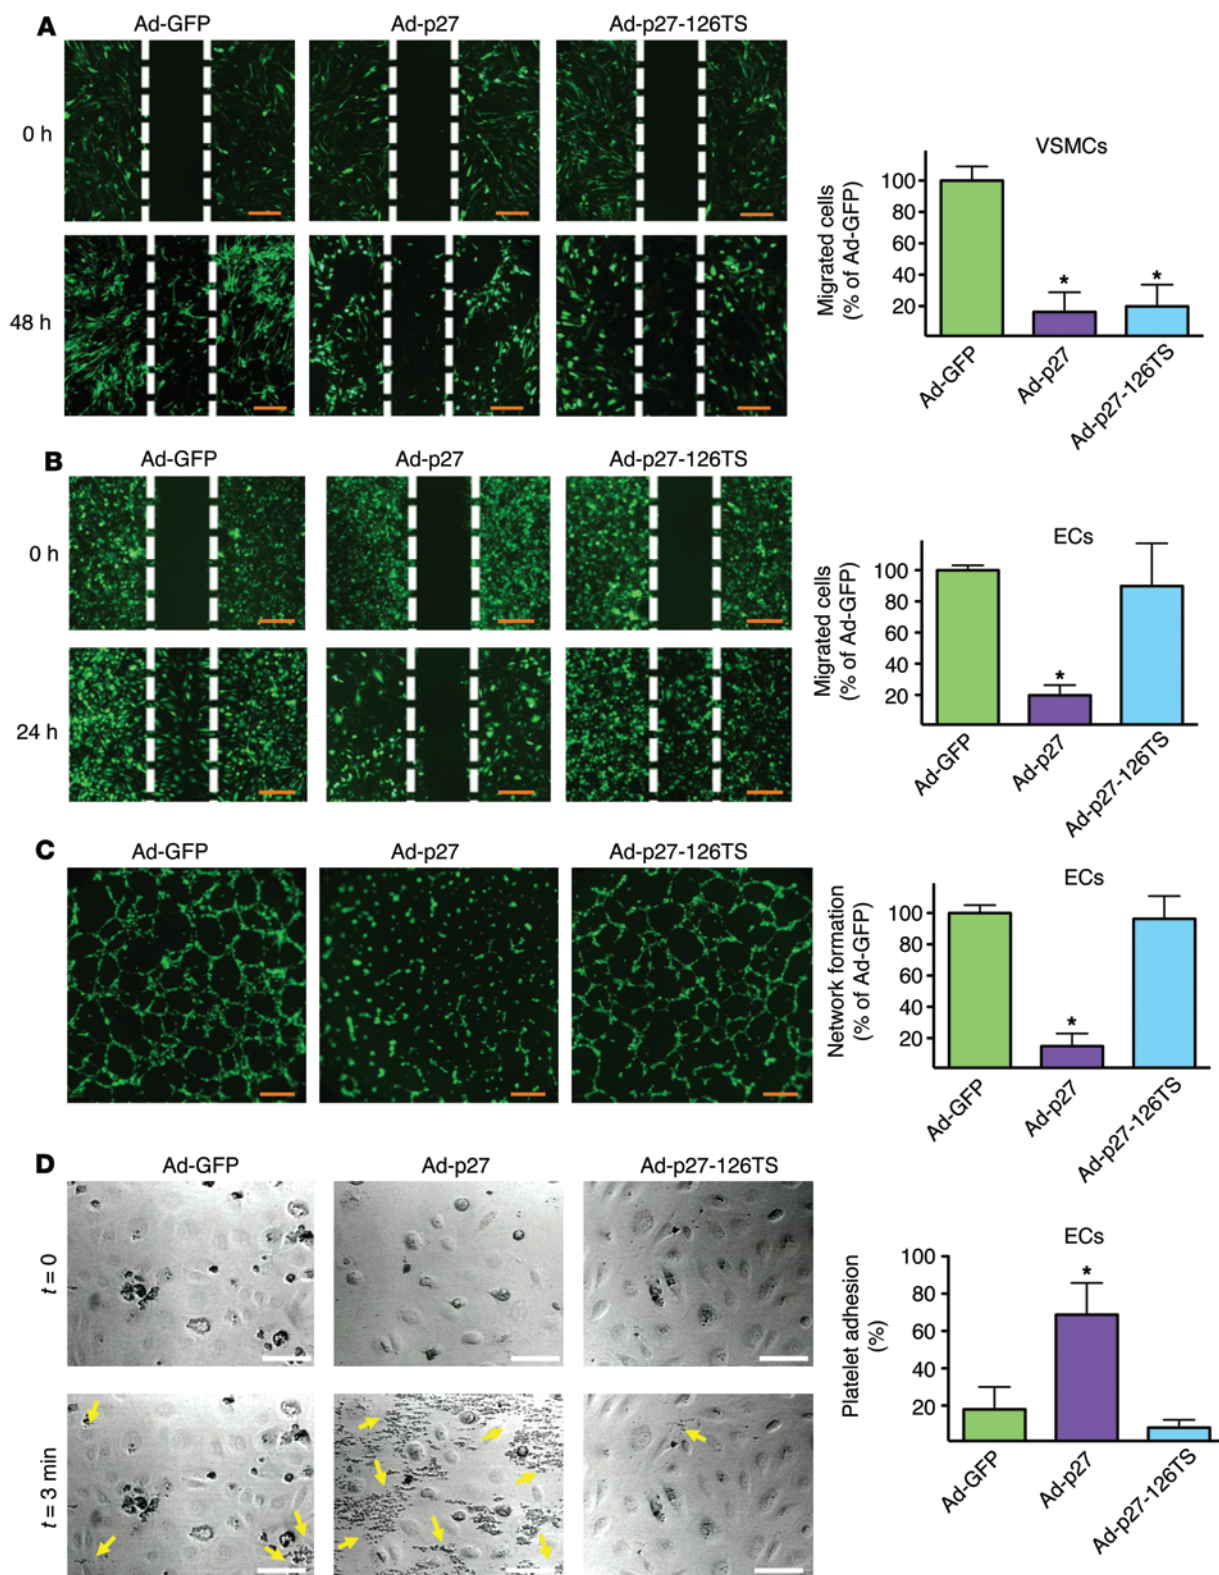 A
Ad-GFP
Ad-p27
Ad-p27-126TS
0 h
48 h
VSMCs
Migrated cells
(% of Ad-GFP)
100
80
60
40
20
Ad-GFP
Ad-p27
Ad-p27-126TS
B
Ad-GFP
Ad-p27
Ad-p27-126TS
0 h
24 h
ECs
Migrated cells
(% of Ad-GFP)
100
80
60
40
20
Ad-GFP
Ad-p27
*
Ad-p27-126TS
C
Ad-GFP
Ad-p27
Ad-p27-126TS
ECs
Network formation
(% of Ad-GFP)
100
80
60
40
20
*
Ad-GFP
Ad-p27
Ad-p27-126TS
D
Ad-GFP
Ad-p27
Ad-p27-126TS
t = 0
t = 3 min
ECs
Platelet adhesion
(%)
100
80
60
40
20
*
Ad-GFP
Ad-p27
Ad-p27-126TS